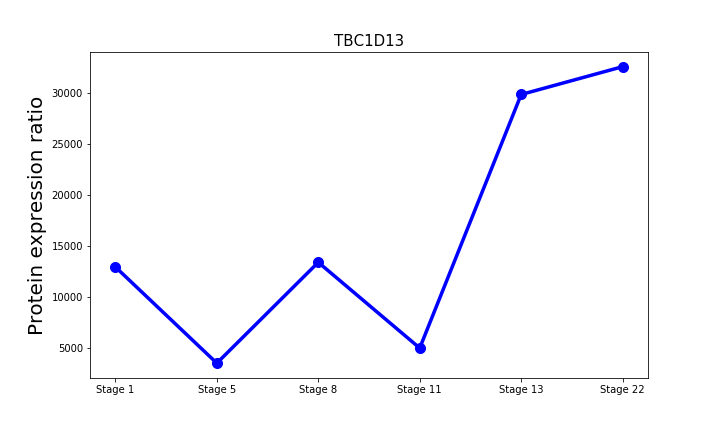 TBC1D13
Protein expression ratio
30000
25000
20000
15000
10000
5000
Stage 1
Stage 5
Stage 8
Stage 11
Stage 13
Stage 22